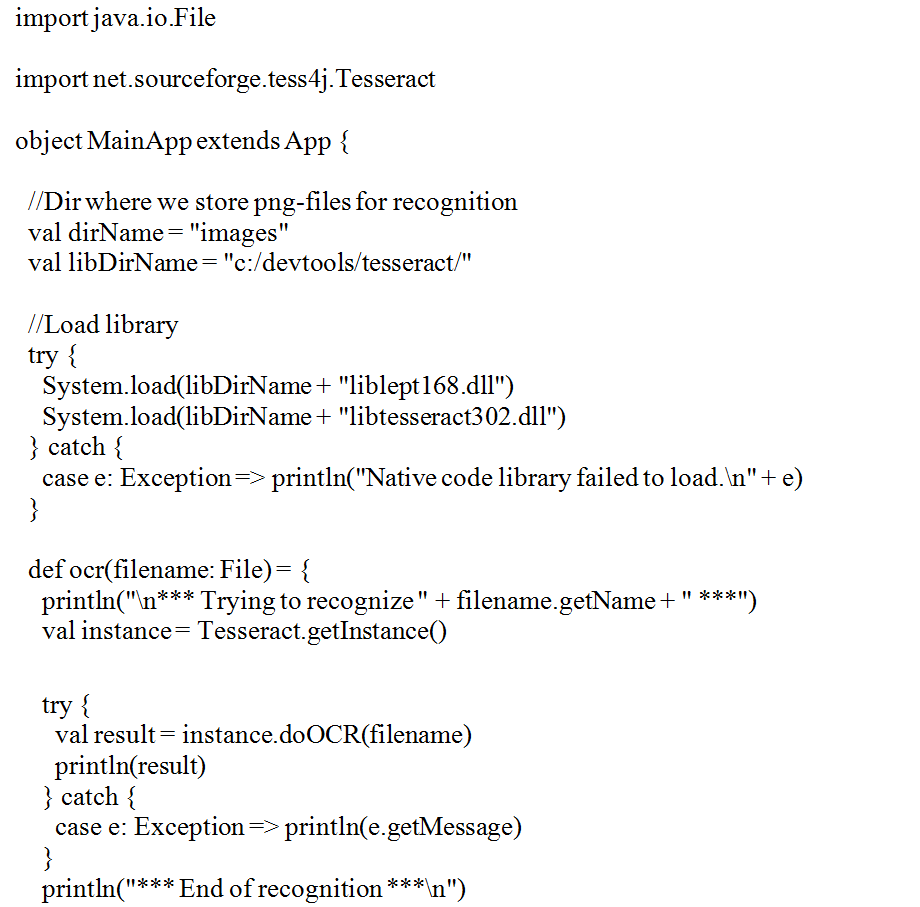 import java.io.File
import net.sourceforge.tess4j.Tesseract
object MainApp extends App {
//Dir where we store png-files for recognition
val dirName = "images"
val libDirName = "c:/devtools/tesseract/"
//Load library
try {
System.load(libDirName + "liblept168.dll")
System.load(libDirName + "libtesseract302.dll")
} catch {
case e: Exception => println("Native code library failed to load.\n" + e)
}
def ocr(filename: File) = {
println("\n*** Trying to recognize " + filename.getName + " ***")
val instance = Tesseract.getInstance()
try {
val result = instance.doOCR(filename)
println(result)
} catch {
case e: Exception => println(e.getMessage)
}
println("*** End of recognition ***\n")